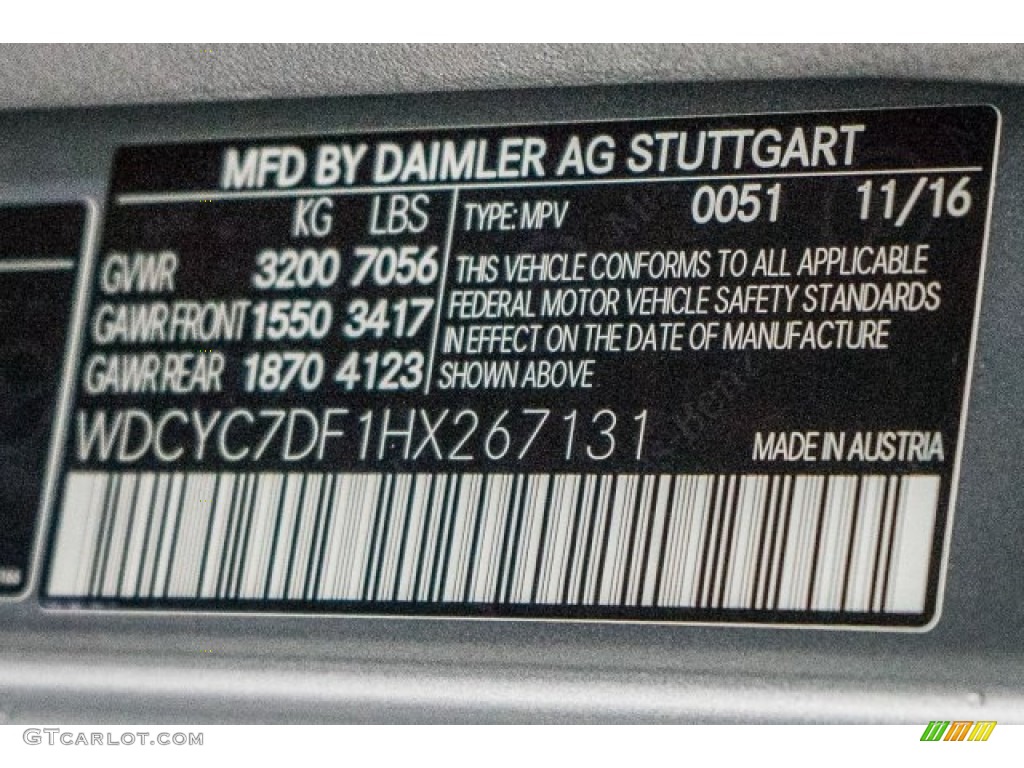 MFD BY DAIMLER AG STUTTGART
KG LBS
GVWR 3200 7056
GAWR FRONT 1550 3417
GAWR REAR 1870 4123
TYPE: MPV 0051 11/16
THIS VEHICLE CONFORMS TO ALL APPLICABLE
FEDERAL MOTOR VEHICLE SAFETY STANDARDS
IN EFFECT ON THE DATE OF MANUFACTURE
SHOWN ABOVE
WDCYC7DF1HX267131
MADE IN AUSTRIA
GTCARLOT.COM